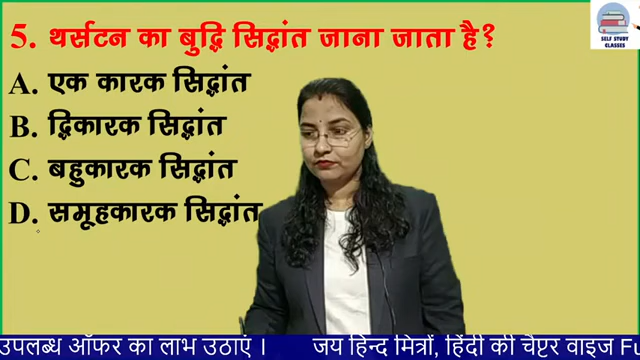 5. थर्सटन का बुद्धि सिद्धांत जाना जाता है?
A. एक कारक सिद्धांत
B. द्विकारक सिद्धांत
C. बहुकारक सिद्धांत
D. समूहकारक सिद्धांत
SELF STUDY
CLASSES
उपलब्ध ऑफर का लाभ उठाएं । जय हिन्द मित्रों, हिंदी की चैप्टर वाइज